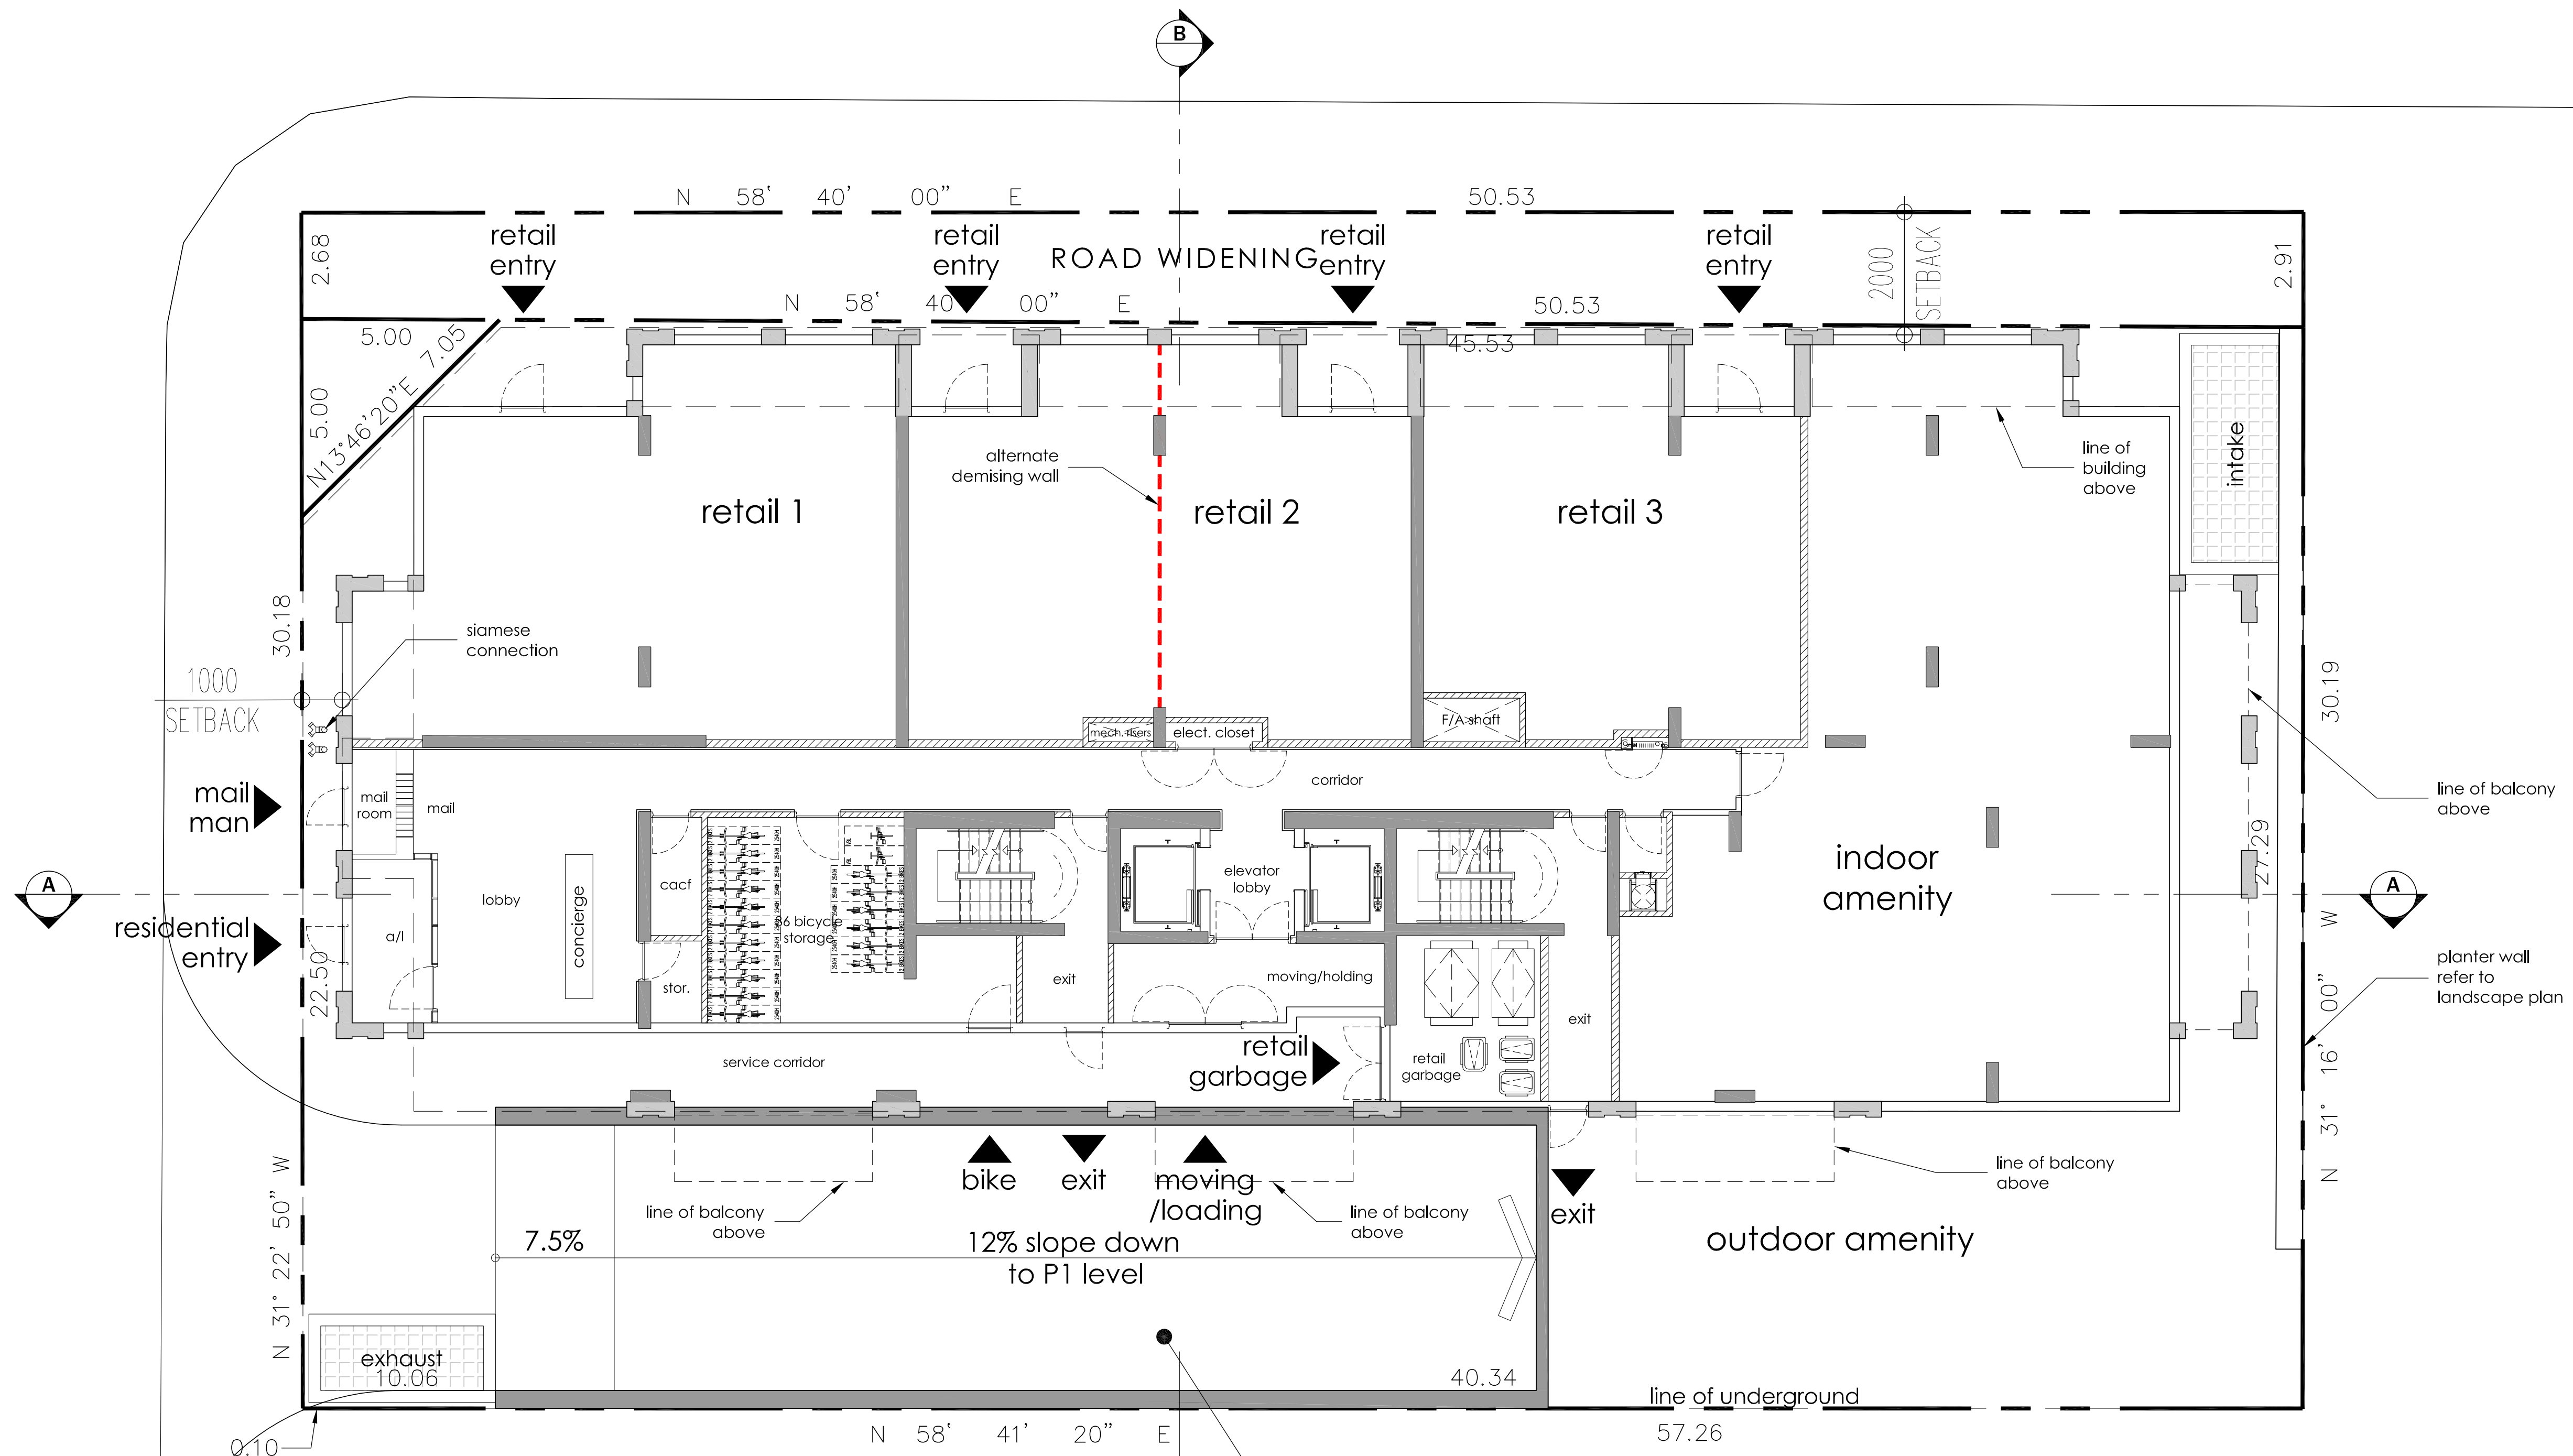 B
N 58' 40' 00" E
50.53
2.68
retail
entry
retail
entry
ROAD WIDENING
retail
entry
retail
entry
2000
SETBACK
2.91
N 58' 40' 00" E
50.53
5.00
7.05
5.00
N13°46'20"E
45.53
intake
line of
building
above
alternate
demising wall
retail 1
retail 2
retail 3
30.18
siamese
connection
1000
SETBACK
30.19
F/A shaft
mech. risers
elect. closet
corridor
mail
man
mail
room
mail
line of balcony
above
27.29
A
residential
entry
a/l
lobby
concierge
cacf
stor.
86 bicycle
storage
elevator
lobby
indoor
amenity
A
22.50
exit
moving/holding
exit
planter wall
refer to
landscape plan
service corridor
retail
garbage
retail
garbage
N 31° 16' 00" W
N 31° 22' 50" W
bike
exit
moving
/loading
exit
line of balcony
above
line of balcony
above
line of balcony
above
7.5%
12% slope down
to P1 level
outdoor amenity
exhaust
10.06
40.34
line of underground
0.10
N 58' 41' 20" E
57.26